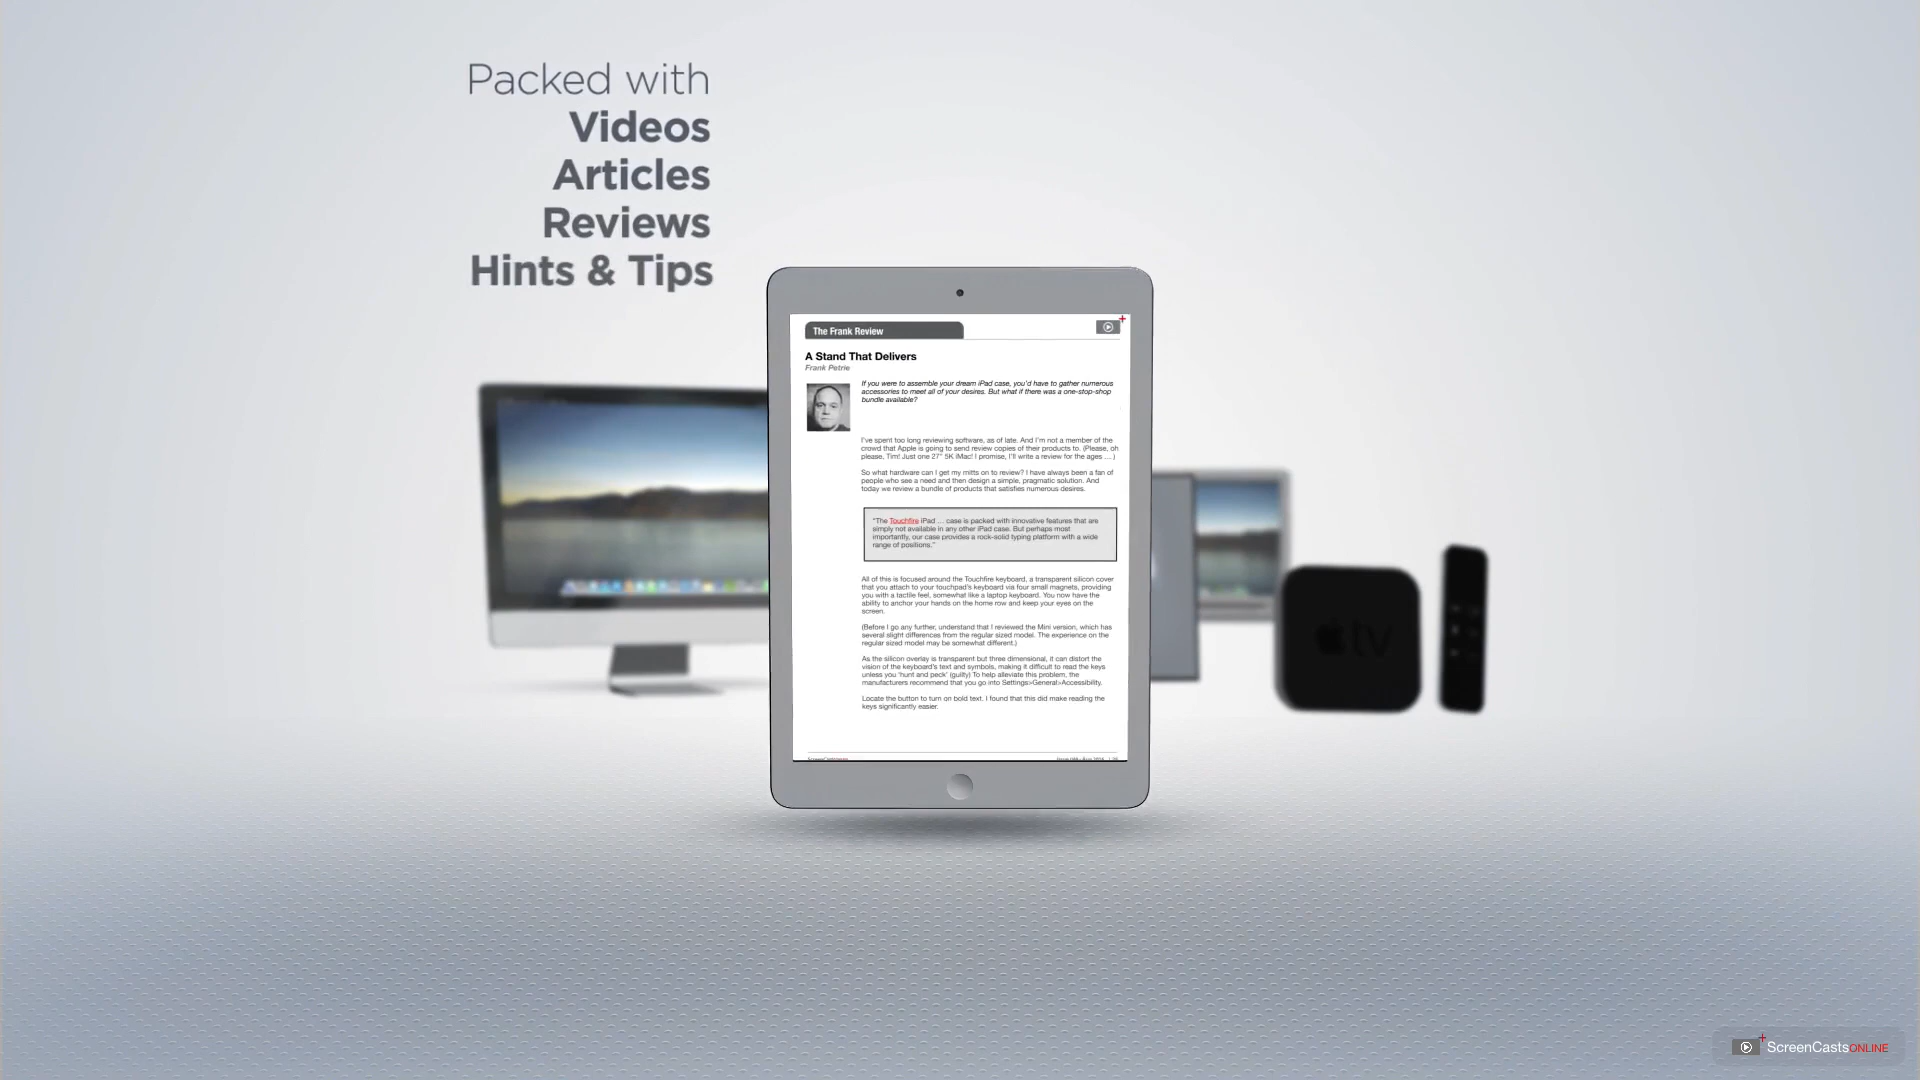 Packed with
Videos
Articles
Reviews
Hints & Tips
The Frank Review
A Stand That Delivers
Frank Petrie
If you were to assemble your dream iPad case, you'd have to gather numerous
accessories to meet all of your desires. But what if there was a one-stop-shop
bundle available?
I've spent too long reviewing software, as of late. And I'm not a member of the
crowd that Apple is going to send review copies of their products to. (Please, oh
please, Tim! Just one 27" 5K iMac! I promise, I'll write a review for the ages ... )
So what hardware can I get my mitts on to review? I have always been a fan of
people who see a need and then design a simple, pragmatic solution. And
today we review a bundle of products that satisfies numerous desires.
"The Touchfire iPad ... case is packed with innovative features that are
simply not available in any other iPad case. But perhaps most
importantly, our case provides a rock-solid typing platform with a wide
range of positions."
All of this is focused around the Touchfire keyboard, a transparent silicon cover
that you attach to your touchpad's keyboard via four small magnets, providing
you with a tactile feel, somewhat like a laptop keyboard. You now have the
ability to anchor your hands on the home row and keep your eyes on the
screen.
(Before I go any further, understand that I reviewed the Mini version, which has
several slight differences from the regular sized model. The experience on the
regular sized model may be somewhat different.)
As the silicon overlay is transparent but three dimensional, it can distort the
vision of the keyboard's text and symbols, making it difficult to read the keys
unless you 'hunt and peck' (guilty) To help alleviate this problem, the
manufacturers recommend that you go into Settings>General>Accessibility.
Locate the button to turn on bold text. I found that this did make reading the
keys significantly easier.
tv
ScreenCastsONLINE